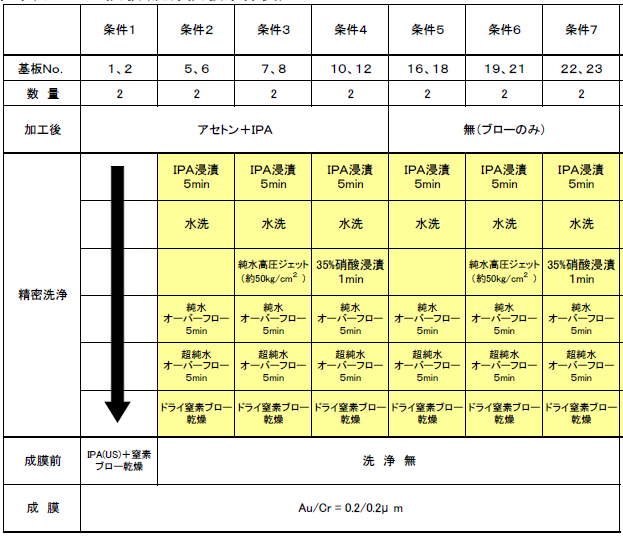 条件1 条件2 条件3 条件4 条件5 条件6 条件7
基板No. 1、2 5、6 7、8 10、12 16、18 19、21 22、23
数 量 2 2 2 2 2 2 2
加工後 アセトン+IPA 無(ブローのみ)
精密洗浄
IPA浸漬 IPA浸漬 IPA浸漬 IPA浸漬 IPA浸漬 IPA浸漬
5min 5min 5min 5min 5min 5min
水洗 水洗 水洗 水洗 水洗 水洗
純水高圧ジェット 35%硝酸浸漬 純水高圧ジェット 35%硝酸浸漬
(約50kg/cm²) 1min (約50kg/cm²) 1min
純水 純水 純水 純水 純水 純水
オーバーフロー オーバーフロー オーバーフロー オーバーフロー オーバーフロー オーバーフロー
5min 5min 5min 5min 5min 5min
超純水 超純水 超純水 超純水 超純水 超純水
オーバーフロー オーバーフロー オーバーフロー オーバーフロー オーバーフロー オーバーフロー
5min 5min 5min 5min 5min 5min
ドライ窒素ブロー ドライ窒素ブロー ドライ窒素ブロー ドライ窒素ブロー ドライ窒素ブロー ドライ窒素ブロー
乾燥 乾燥 乾燥 乾燥 乾燥 乾燥
成膜前 IPA(US)+窒素
ブロー乾燥
洗 浄 無
成 膜 Au/Cr = 0.2/0.2μ m